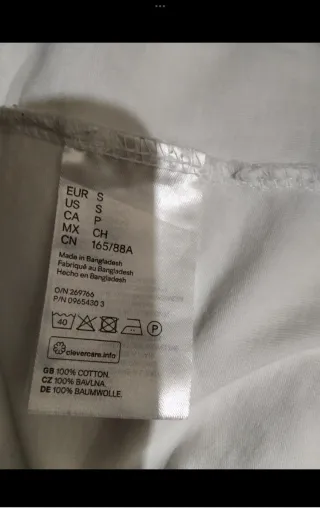 EUR S
US S
CA P
MX CH
CN 165/88A
Made in Bangladesh
Fabriqué au Bangladesh
Hecho en Bangladesh
O/N 269766
P/N 0965430 3
40 P
clevercare.info
GB 100% COTTON.
CZ 100% BAVLNA.
DE 100% BAUMWOLLE.